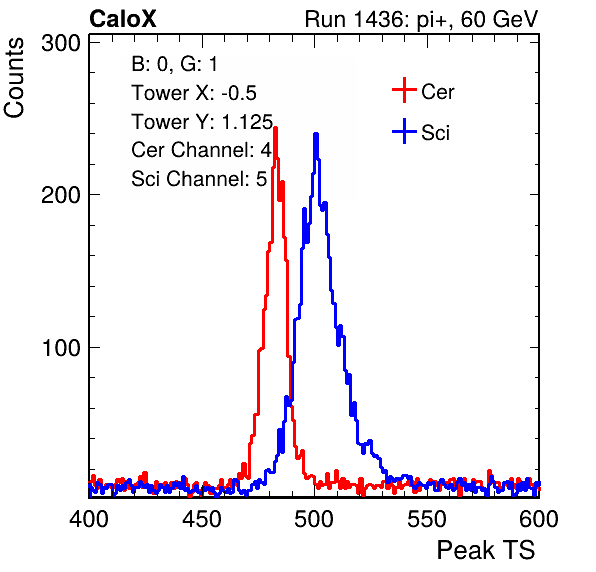 CaloX Run 1436: pi+, 60 GeV
Counts
300
200
100
B: 0, G: 1
Tower X: -0.5
Tower Y: 1.125
Cer Channel: 4
Sci Channel: 5
Cer
Sci
400 450 500 550 600
Peak TS